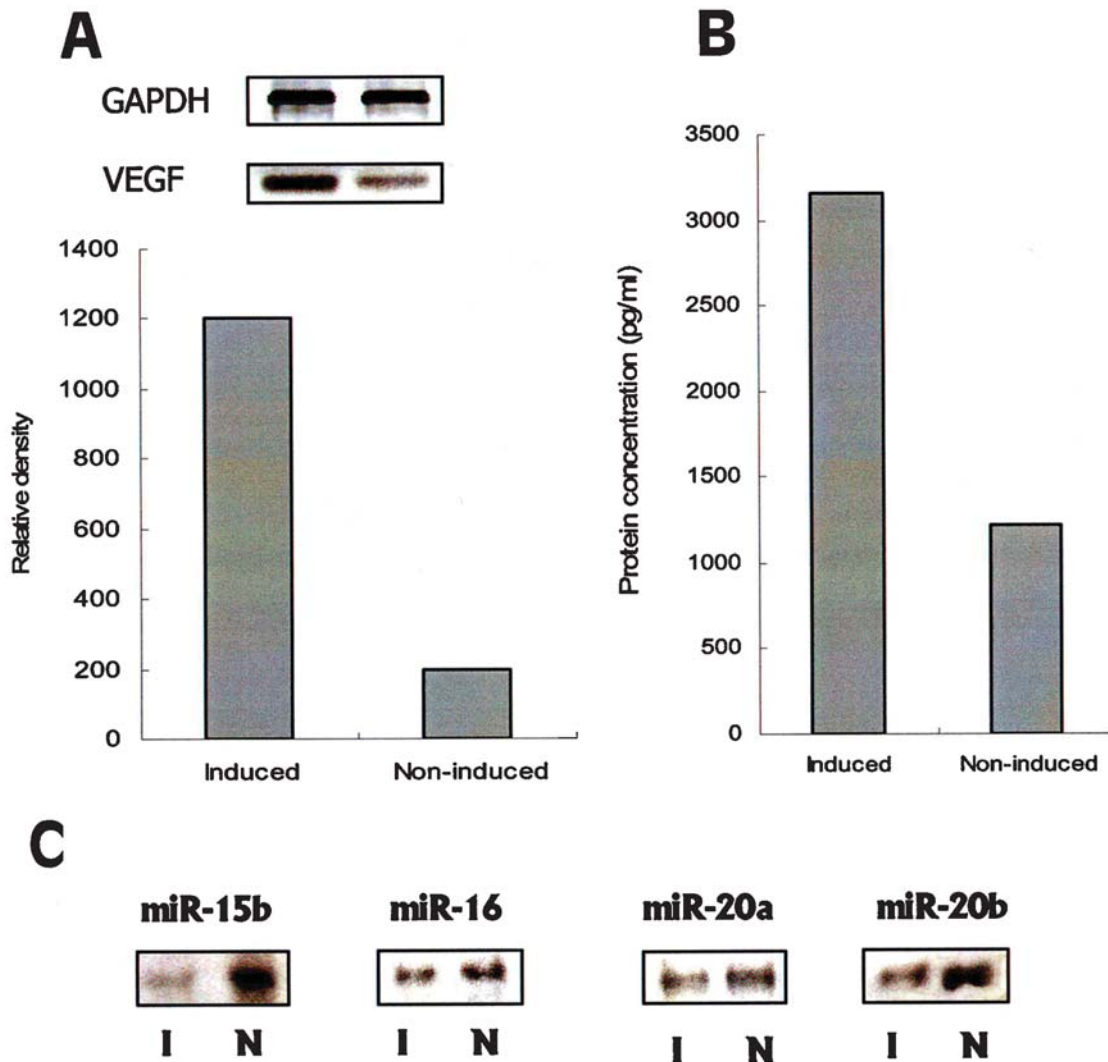 A
GAPDH
VEGF
1400
1200
1000
800
600
400
200
0
Relative density
Induced
Non-induced
B
3500
3000
2500
2000
1500
1000
500
0
Protein concentration (pg/ml)
Induced
Non-induced
C
miR-15b
miR-16
miR-20a
miR-20b
I N
I N
I N
I N